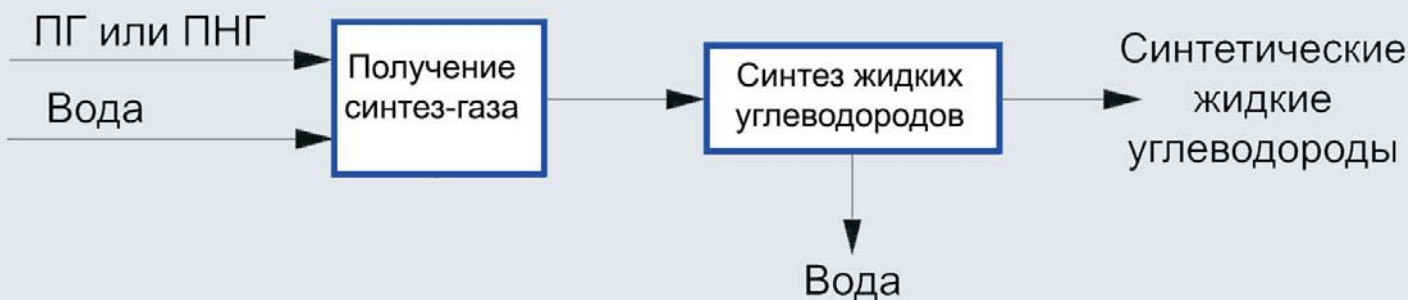 ПГ или ПНГ
Вода
Получение
синтез-газа
Синтез жидких
углеводородов
Синтетические
жидкие
углеводороды
Вода